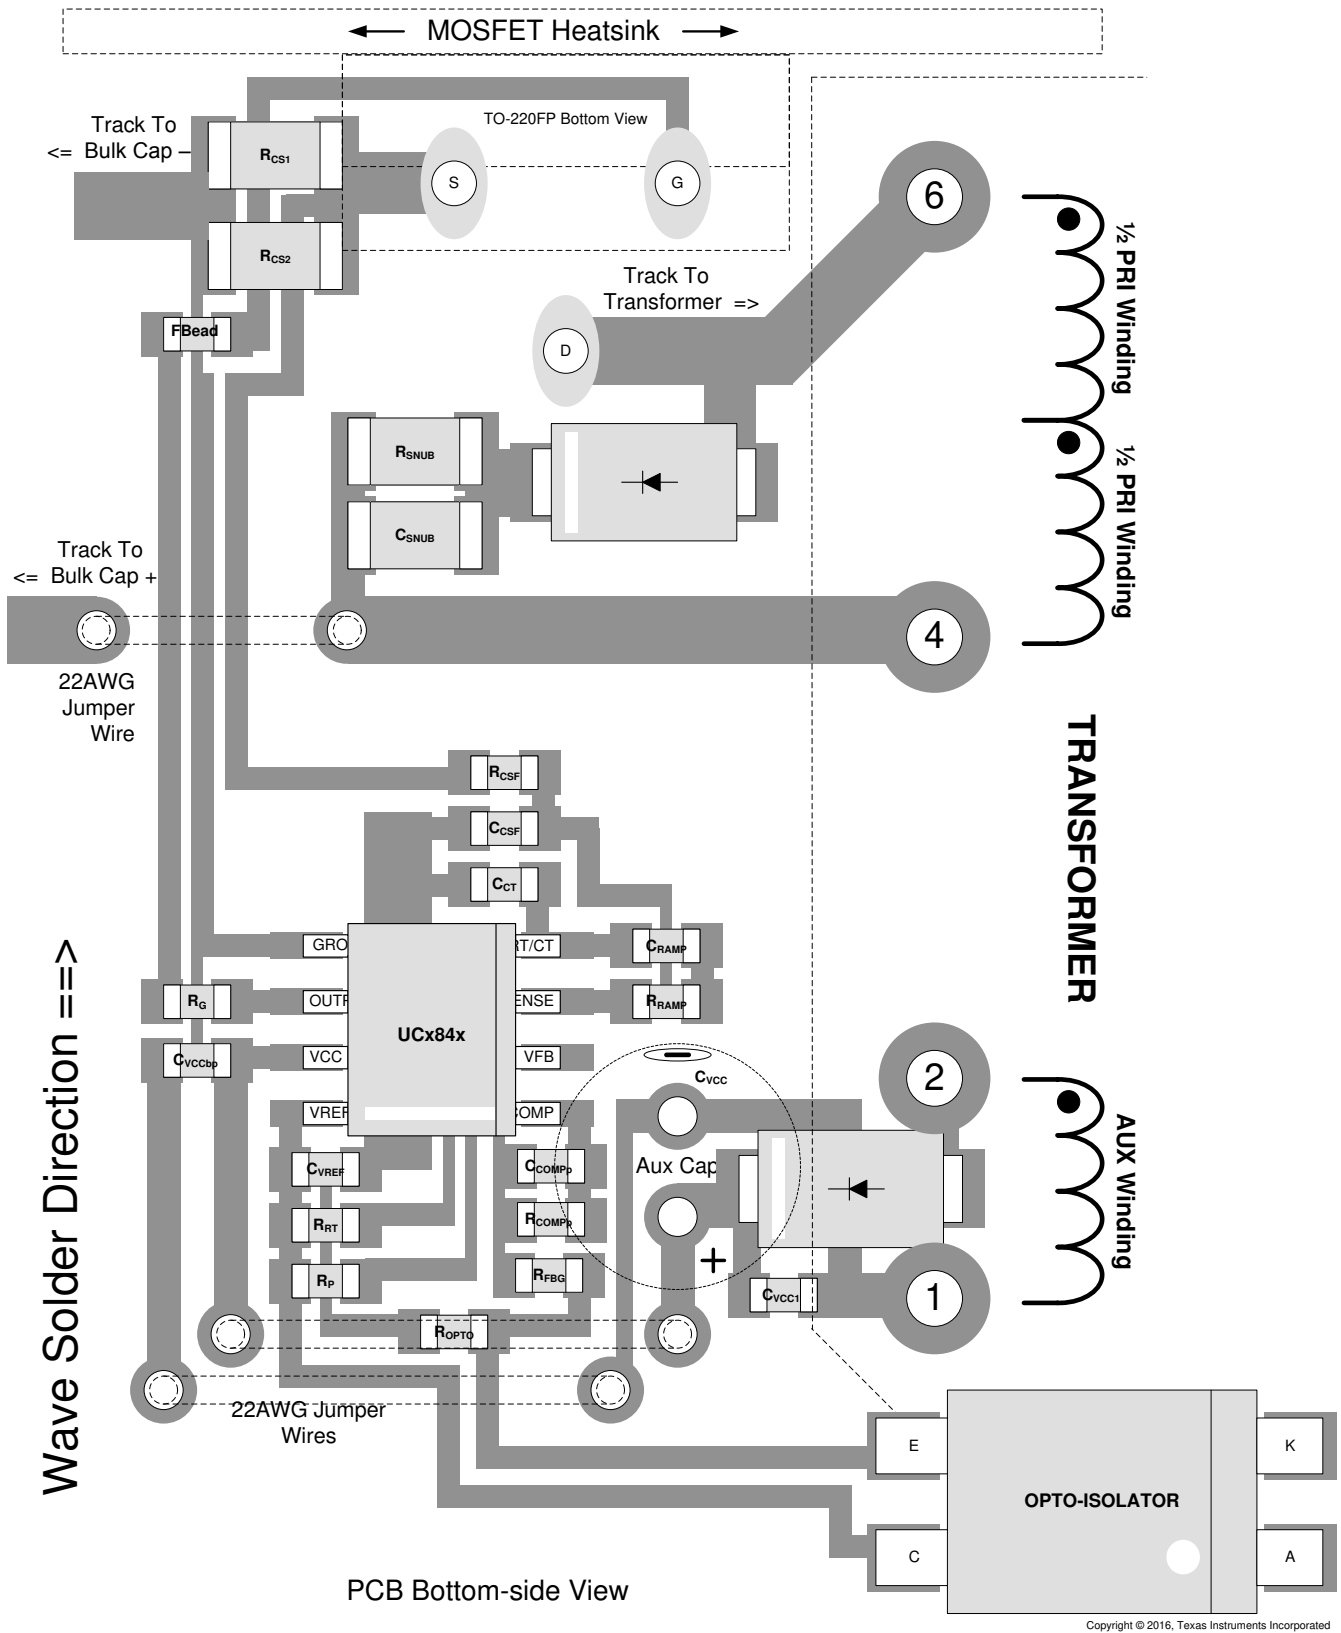 MOSFET Heatsink
Track To
<= Bulk Cap –
TO-220FP Bottom View
RCS1
S
G
6
RCS2
Track To
Transformer =>
½ PRI Winding
FBead
D
RSNUB
½ PRI Winding
CSNUB
Track To
<= Bulk Cap +
4
22AWG
Jumper
Wire
TRANSFORMER
RCSF
CCSF
CCT
Wave Solder Direction ==>
GRO
RT/CT
CRAMP
RG
OUTP
ENSE
RRAMP
UCx84x
CVCCbp
VCC
VFB
–
CVCC
2
VREF
COMP
AUX Winding
CVREF
CCOMPp
Aux Cap
RRT
RCOMPp
+
RP
RFBG
CVCC1
1
ROPTO
22AWG Jumper
Wires
E
K
OPTO-ISOLATOR
C
A
PCB Bottom-side View
Copyright © 2016, Texas Instruments Incorporated